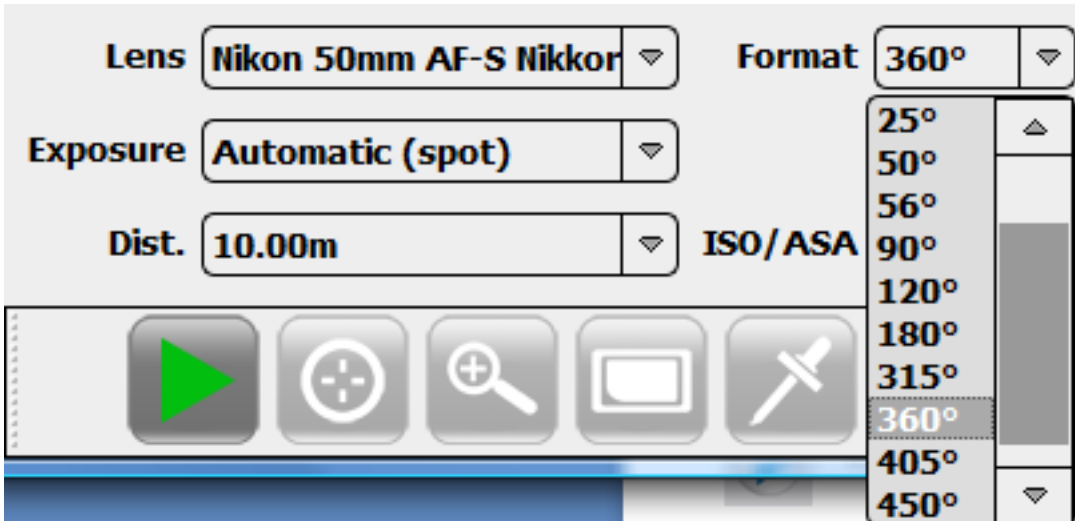 Lens Nikon 50mm AF-S Nikkor Format 360°
25°
Exposure Automatic (spot) 50°
56°
Dist. 10.00m ISO/ASA 90°
120°
180°
315°
360°
405°
450°